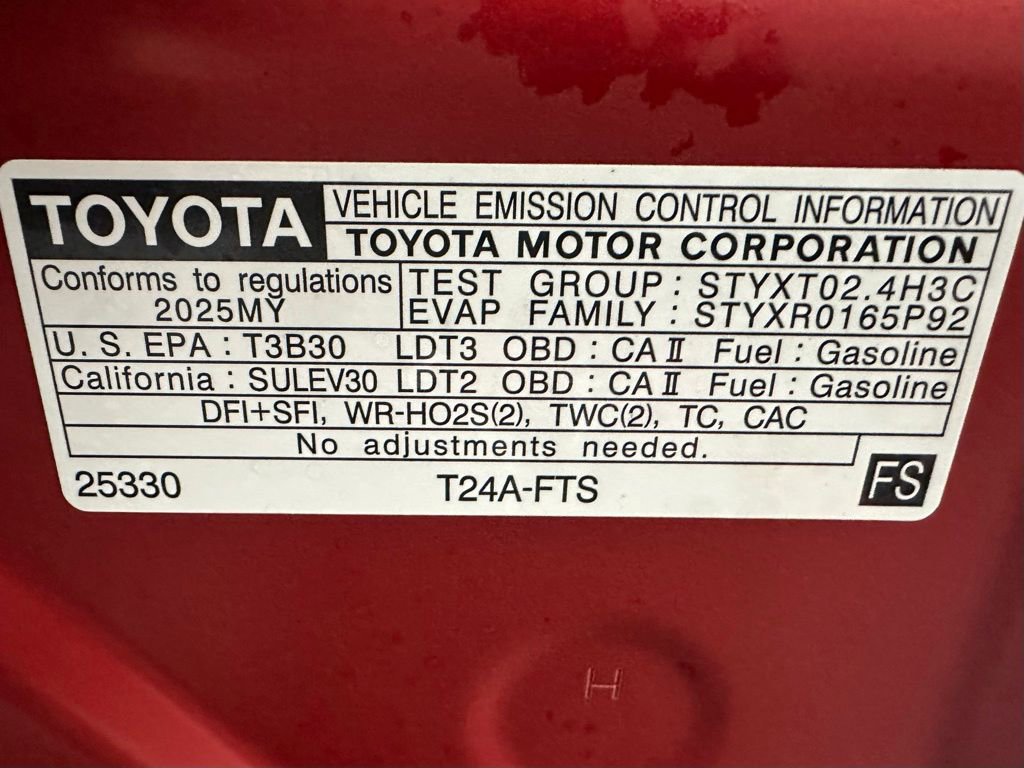 TOYOTA
VEHICLE EMISSION CONTROL INFORMATION
TOYOTA MOTOR CORPORATION
Conforms to regulations
2025MY
TEST GROUP : STYXT02.4H3C
EVAP FAMILY : STYXR0165P92
U. S. EPA : T3B30 LDT3 OBD : CA II Fuel : Gasoline
California : SULEV30 LDT2 OBD : CA II Fuel : Gasoline
DFI+SFI, WR-HO2S(2), TWC(2), TC, CAC
No adjustments needed.
25330 T24A-FTS FS
H